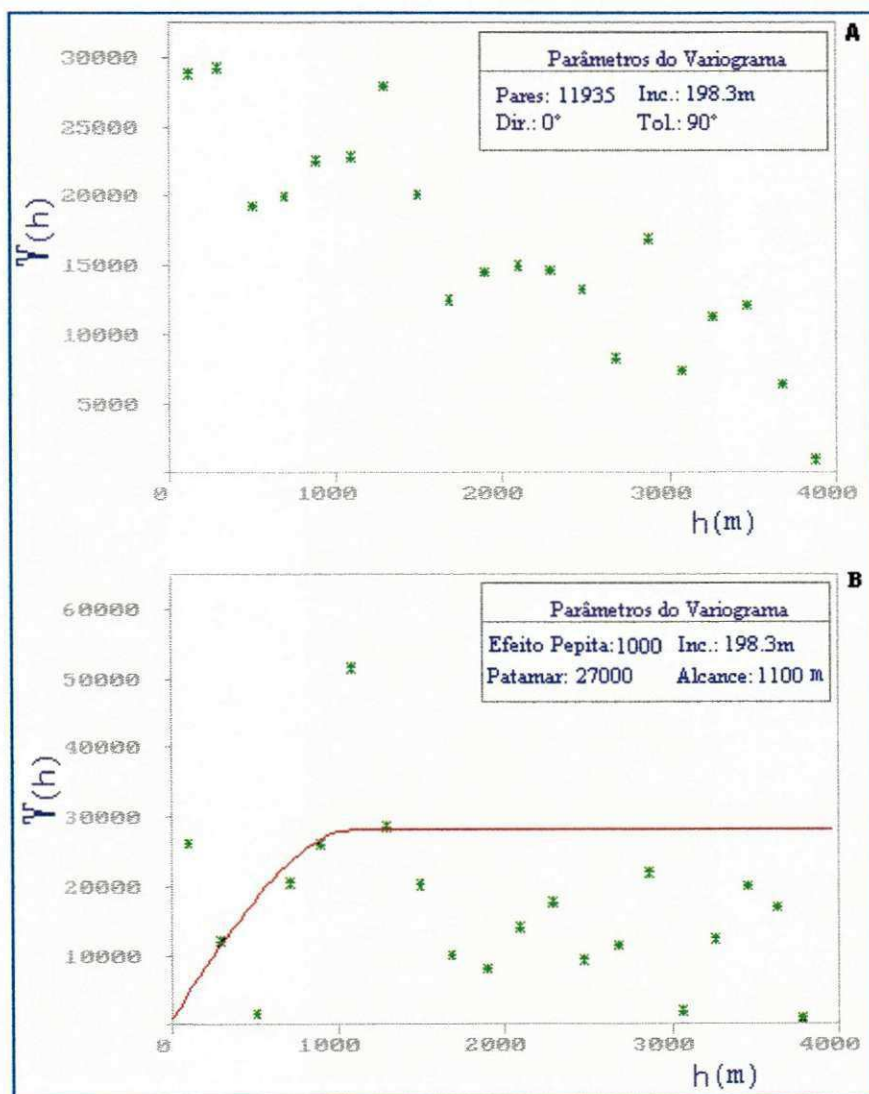 A
Parâmetros do Variograma
Pares: 11935 Inc.: 198.3m
Dir.: 0° Tol.: 90°
30000
25000
20000
15000
10000
5000
γ(h)
0 1000 2000 3000 4000
h(m)
B
Parâmetros do Variograma
Efeito Pepita:1000 Inc.: 198.3m
Patamar: 27000 Alcance: 1100 m
60000
50000
40000
30000
20000
10000
γ(h)
0 1000 2000 3000 4000
h(m)